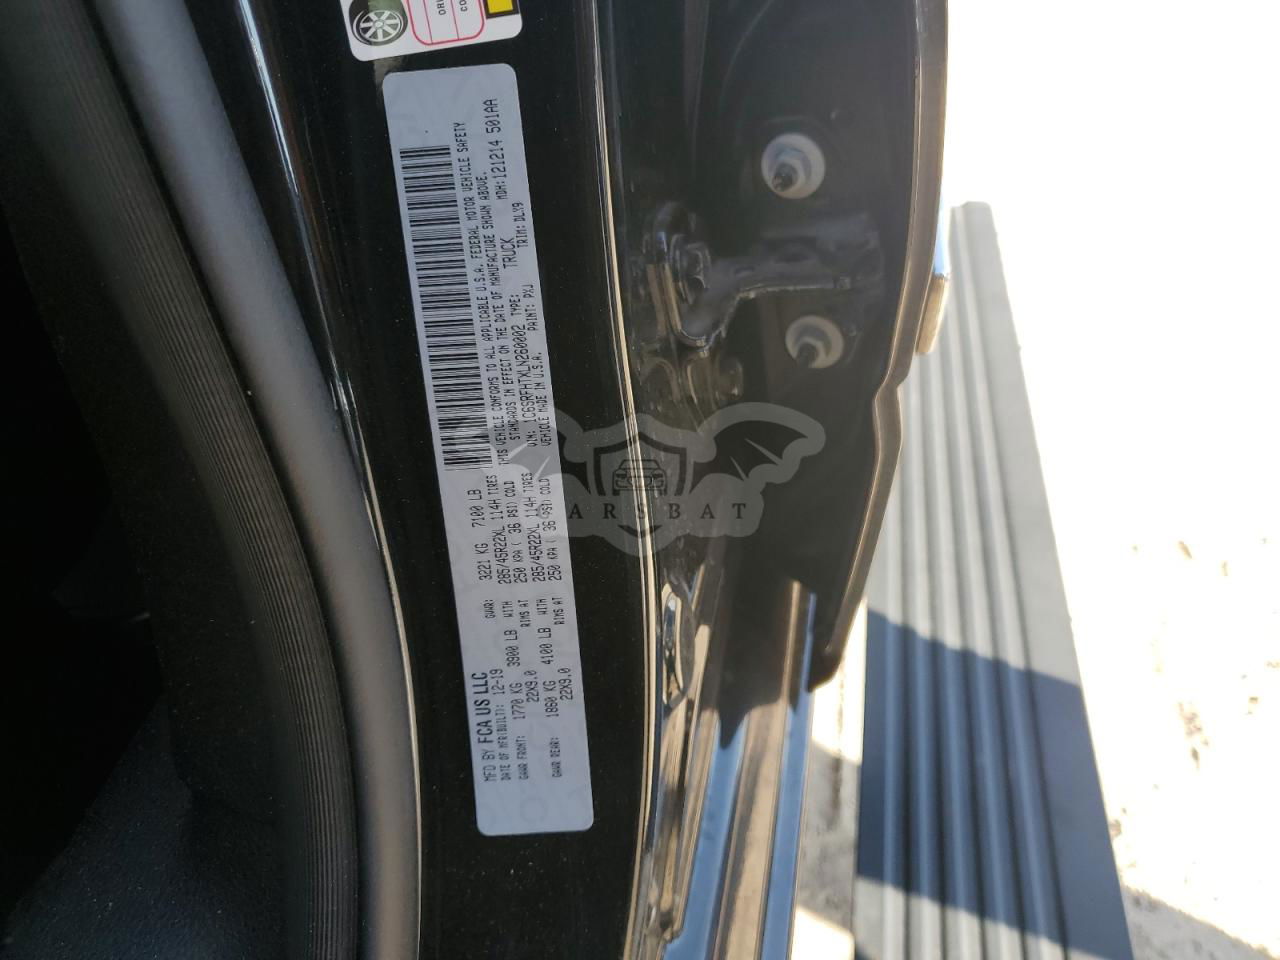 MFD BY FCA US LLC
DATE OF MFR(BUILT): 12-19 GVWR: 3221 KG 7100 LB
GAWR FRONT: 1770 KG 3900 LB WITH 285/45R22XL 114H TIRES
22X9.0 RIMS AT 250 KPA ( 36 PSI) COLD
GAWR REAR: 1860 KG 4100 LB WITH 285/45R22XL 114H TIRES
22X9.0 RIMS AT 250 KPA ( 36 PSI) COLD
THIS VEHICLE CONFORMS TO ALL APPLICABLE U.S.A. FEDERAL MOTOR VEHICLE SAFETY
STANDARDS IN EFFECT ON THE DATE OF MANUFACTURE SHOWN ABOVE.
VIN: 1C6SRFHTXLN260002 TYPE: TRUCK MDH: 121214 501AA
VEHICLE MADE IN U.S.A. PAINT: PXJ TRIM: DLX9
CARSBAT